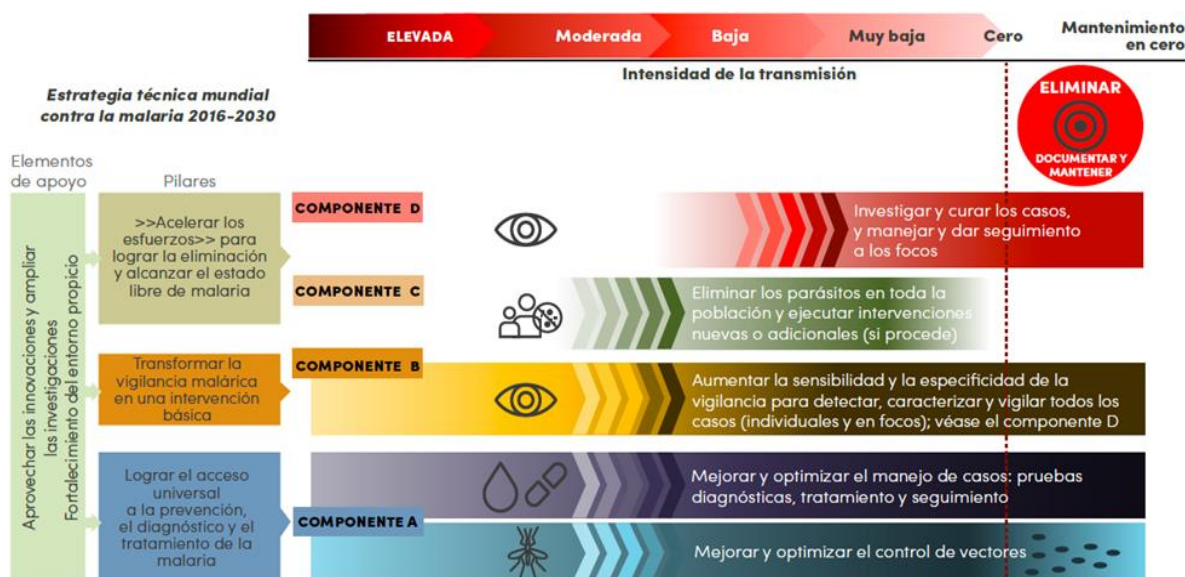 ELEVADA
Moderada
Baja
Muy baja
Cero
Mantenimiento
en cero
Intensidad de la transmisión
Estrategia técnica mundial
contra la malaria 2016-2030
ELIMINAR
DOCUMENTAR Y
MANTENER
Elementos
de apoyo
Pilares
Aprovechar las innovaciones y ampliar
las investigaciones
Fortalecimiento del entorno propicio
>>Acelerar los
esfuerzos>> para
lograr la eliminación
y alcanzar el estado
libre de malaria
COMPONENTE D
Investigar y curar los casos,
y manejar y dar seguimiento
a los focos
COMPONENTE C
Eliminar los parásitos en toda la
población y ejecutar intervenciones
nuevas o adicionales (si procede)
Transformar la
vigilancia malárica
en una intervención
básica
COMPONENTE B
Aumentar la sensibilidad y la especificidad de la
vigilancia para detectar, caracterizar y vigilar todos los
casos (individuales y en focos); véase el componente D
Lograr el acceso
universal
a la prevención,
el diagnóstico y el
tratamiento de la
malaria
COMPONENTE A
Mejorar y optimizar el manejo de casos: pruebas
diagnósticas, tratamiento y seguimiento
Mejorar y optimizar el control de vectores